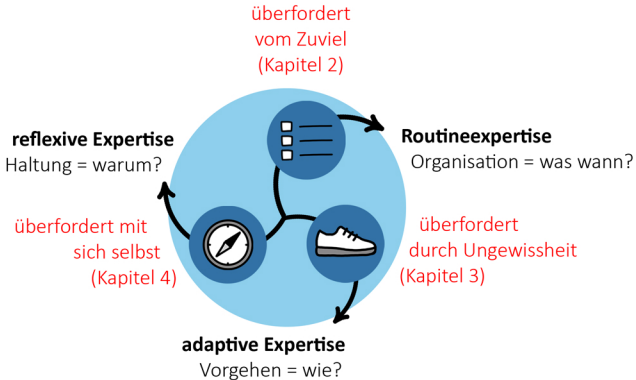 überfordert
vom Zuviel
(Kapitel 2)
reflexive Expertise
Haltung = warum?
Routineexpertise
Organisation = was wann?
überfordert mit
sich selbst
(Kapitel 4)
überfordert
durch Ungewissheit
(Kapitel 3)
adaptive Expertise
Vorgehen = wie?